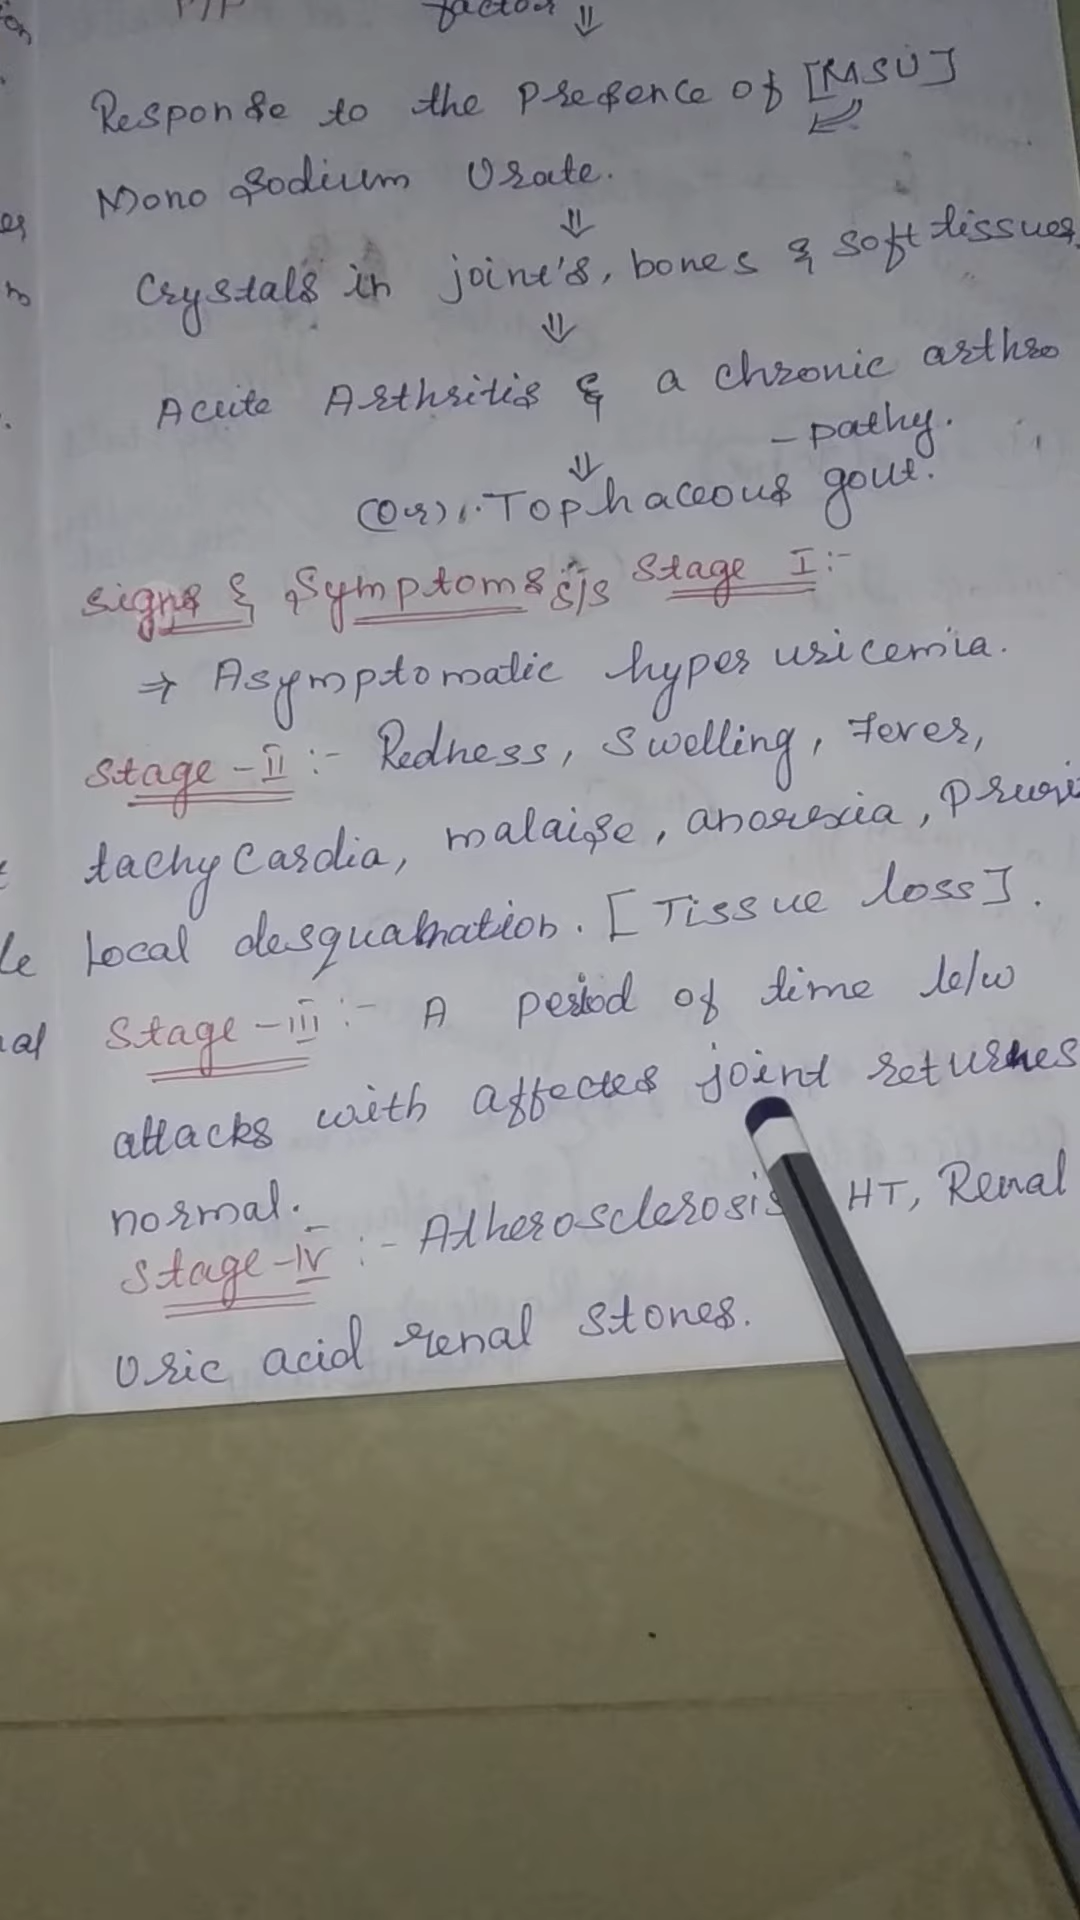 factor ⇓
Response to the presence of [MSU]
Mono Sodium Urate.
⇓
Crystals in joint's, bones & soft tissues,
⇓
Acute Arthritis & a chronic arthro
- pathy.
⇓
(or), Tophaceous gout.
Signs & Symptoms s/s Stage I :-
→ Asymptomatic hyper uricemia.
Stage - II :- Redness, Swelling, Fever,
tachycardia, malaise, anorexia, Pruri
local desquamation. [Tissue loss].
Stage - III :- A period of time b/w
attacks with affectes joint returnes
normal.
Stage - IV :- Atherosclerosis HT, Renal
Uric acid renal stones.